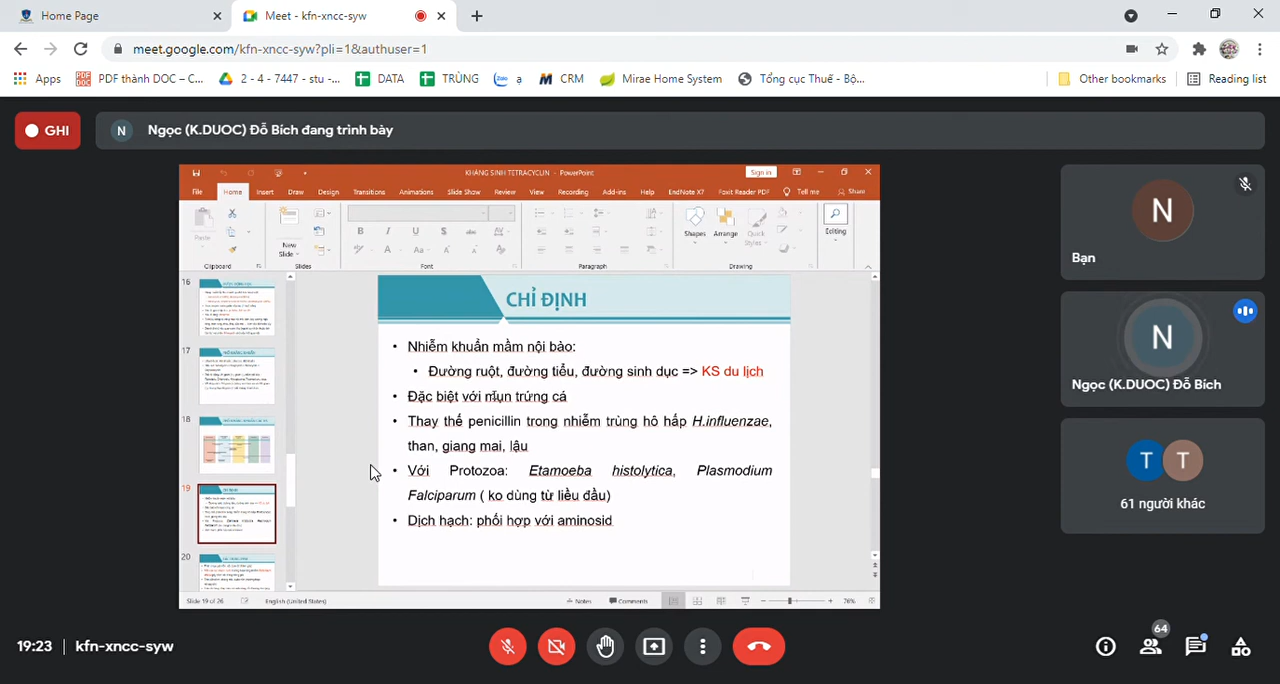 Home Page
Meet - kfn-xncc-syw
meet.google.com/kfn-xncc-syw?pli=1&authuser=1
Apps
PDF thành DOC – C...
2 - 4 - 7447 - stu -...
DATA
TRÙNG
Zalo ạ
CRM
Mirae Home System
Tổng cục Thuế - Bộ...
Other bookmarks
Reading list
GHI
N
Ngọc (K.DUOC) Đỗ Bích đang trình bày
KHÁNG SINH TETRACYCLIN - PowerPoint
Sign in
File Home Insert Draw Design Transitions Animations Slide Show Review View Recording Add-ins Help EndNote X7 Foxit Reader PDF Tell me Share
Paste
New
Slide
Shapes
Arrange
Quick
Styles
Editing
Clipboard
Slides
Font
Paragraph
Drawing
16
17
18
19
20
CHỈ ĐỊNH
• Nhiễm khuẩn mầm nội bào:
• Đường ruột, đường tiểu, đường sinh dục => KS du lịch
• Đặc biệt với mụn trứng cá
• Thay thế penicillin trong nhiễm trùng hô hấp H.influenzae,
than, giang mai, lậu
• Với Protozoa: Etamoeba histolytica, Plasmodium
Falciparum ( ko dùng từ liều đầu)
• Dịch hạch: phối hợp với aminosid
Slide 19 of 26
English (United States)
Notes
Comments
76%
N
Bạn
N
Ngọc (K.DUOC) Đỗ Bích
T
T
61 người khác
19:23
kfn-xncc-syw
64